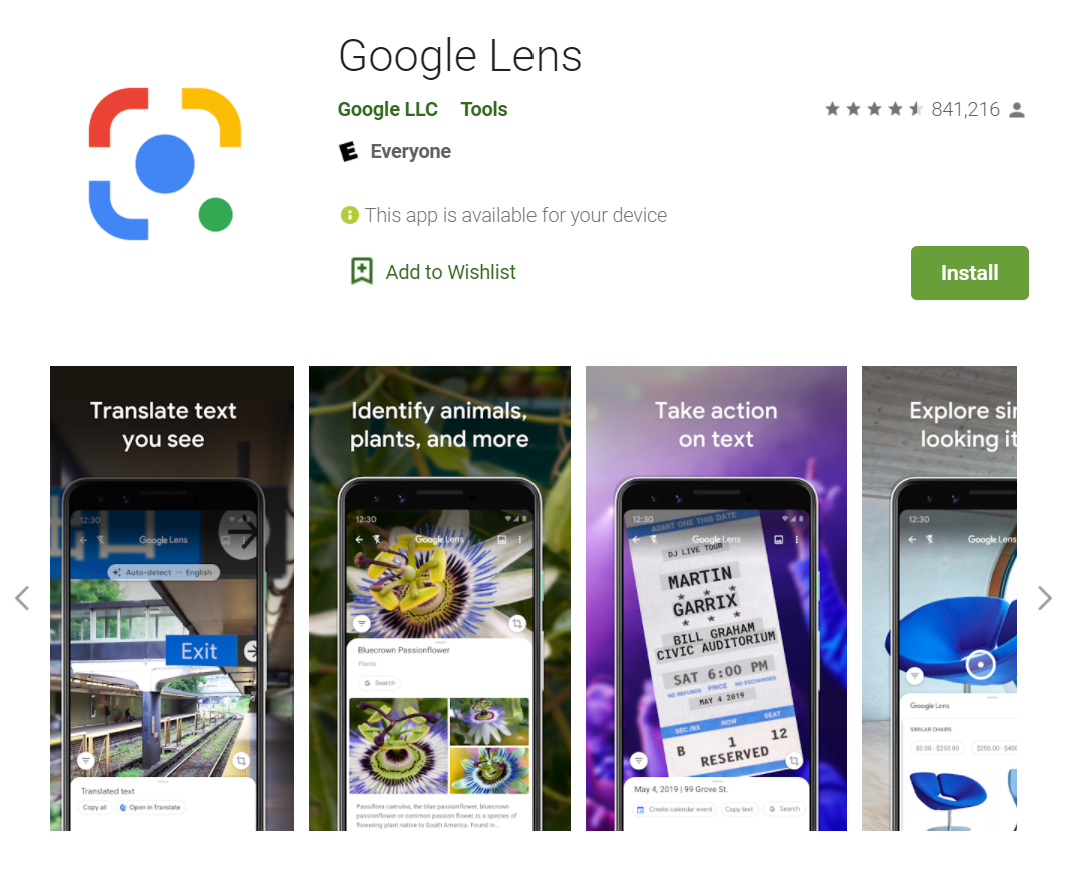 Google Lens
Google LLC Tools
841,216
Everyone
This app is available for your device
Add to Wishlist
Install
Translate text
you see
12:30
Google Lens
Auto-detect → English
Exit
Translated text
Copy all
Open in Translate
Identify animals,
plants, and more
12:30
Google Lens
Bluecrown Passionflower
Plants
Search
Passiflora caerulea, the blue passionflower, bluecrown
passionflower or common passion flower, is a species of
flowering plant native to South America. Found in...
Take action
on text
12:30
Google Lens
ADMIT ONE THIS DATE
DJ LIVE TOUR
MARTIN
GARRIX
BILL GRAHAM
CIVIC AUDITORIUM
SAT 6:00 PM
NO REFUNDS PRICE NO EXCHANGES
MAY 4 2019
SEC/BX ROW SEAT
B 1 12
RESERVED
May 4, 2019 | 99 Grove St.
Create calendar event
Copy text
Search
Explore sin
looking it
12:30
Google Lens
Google Lens
SIMILAR CHAIRS
$0.00 - $250.00
$250.00 - $400